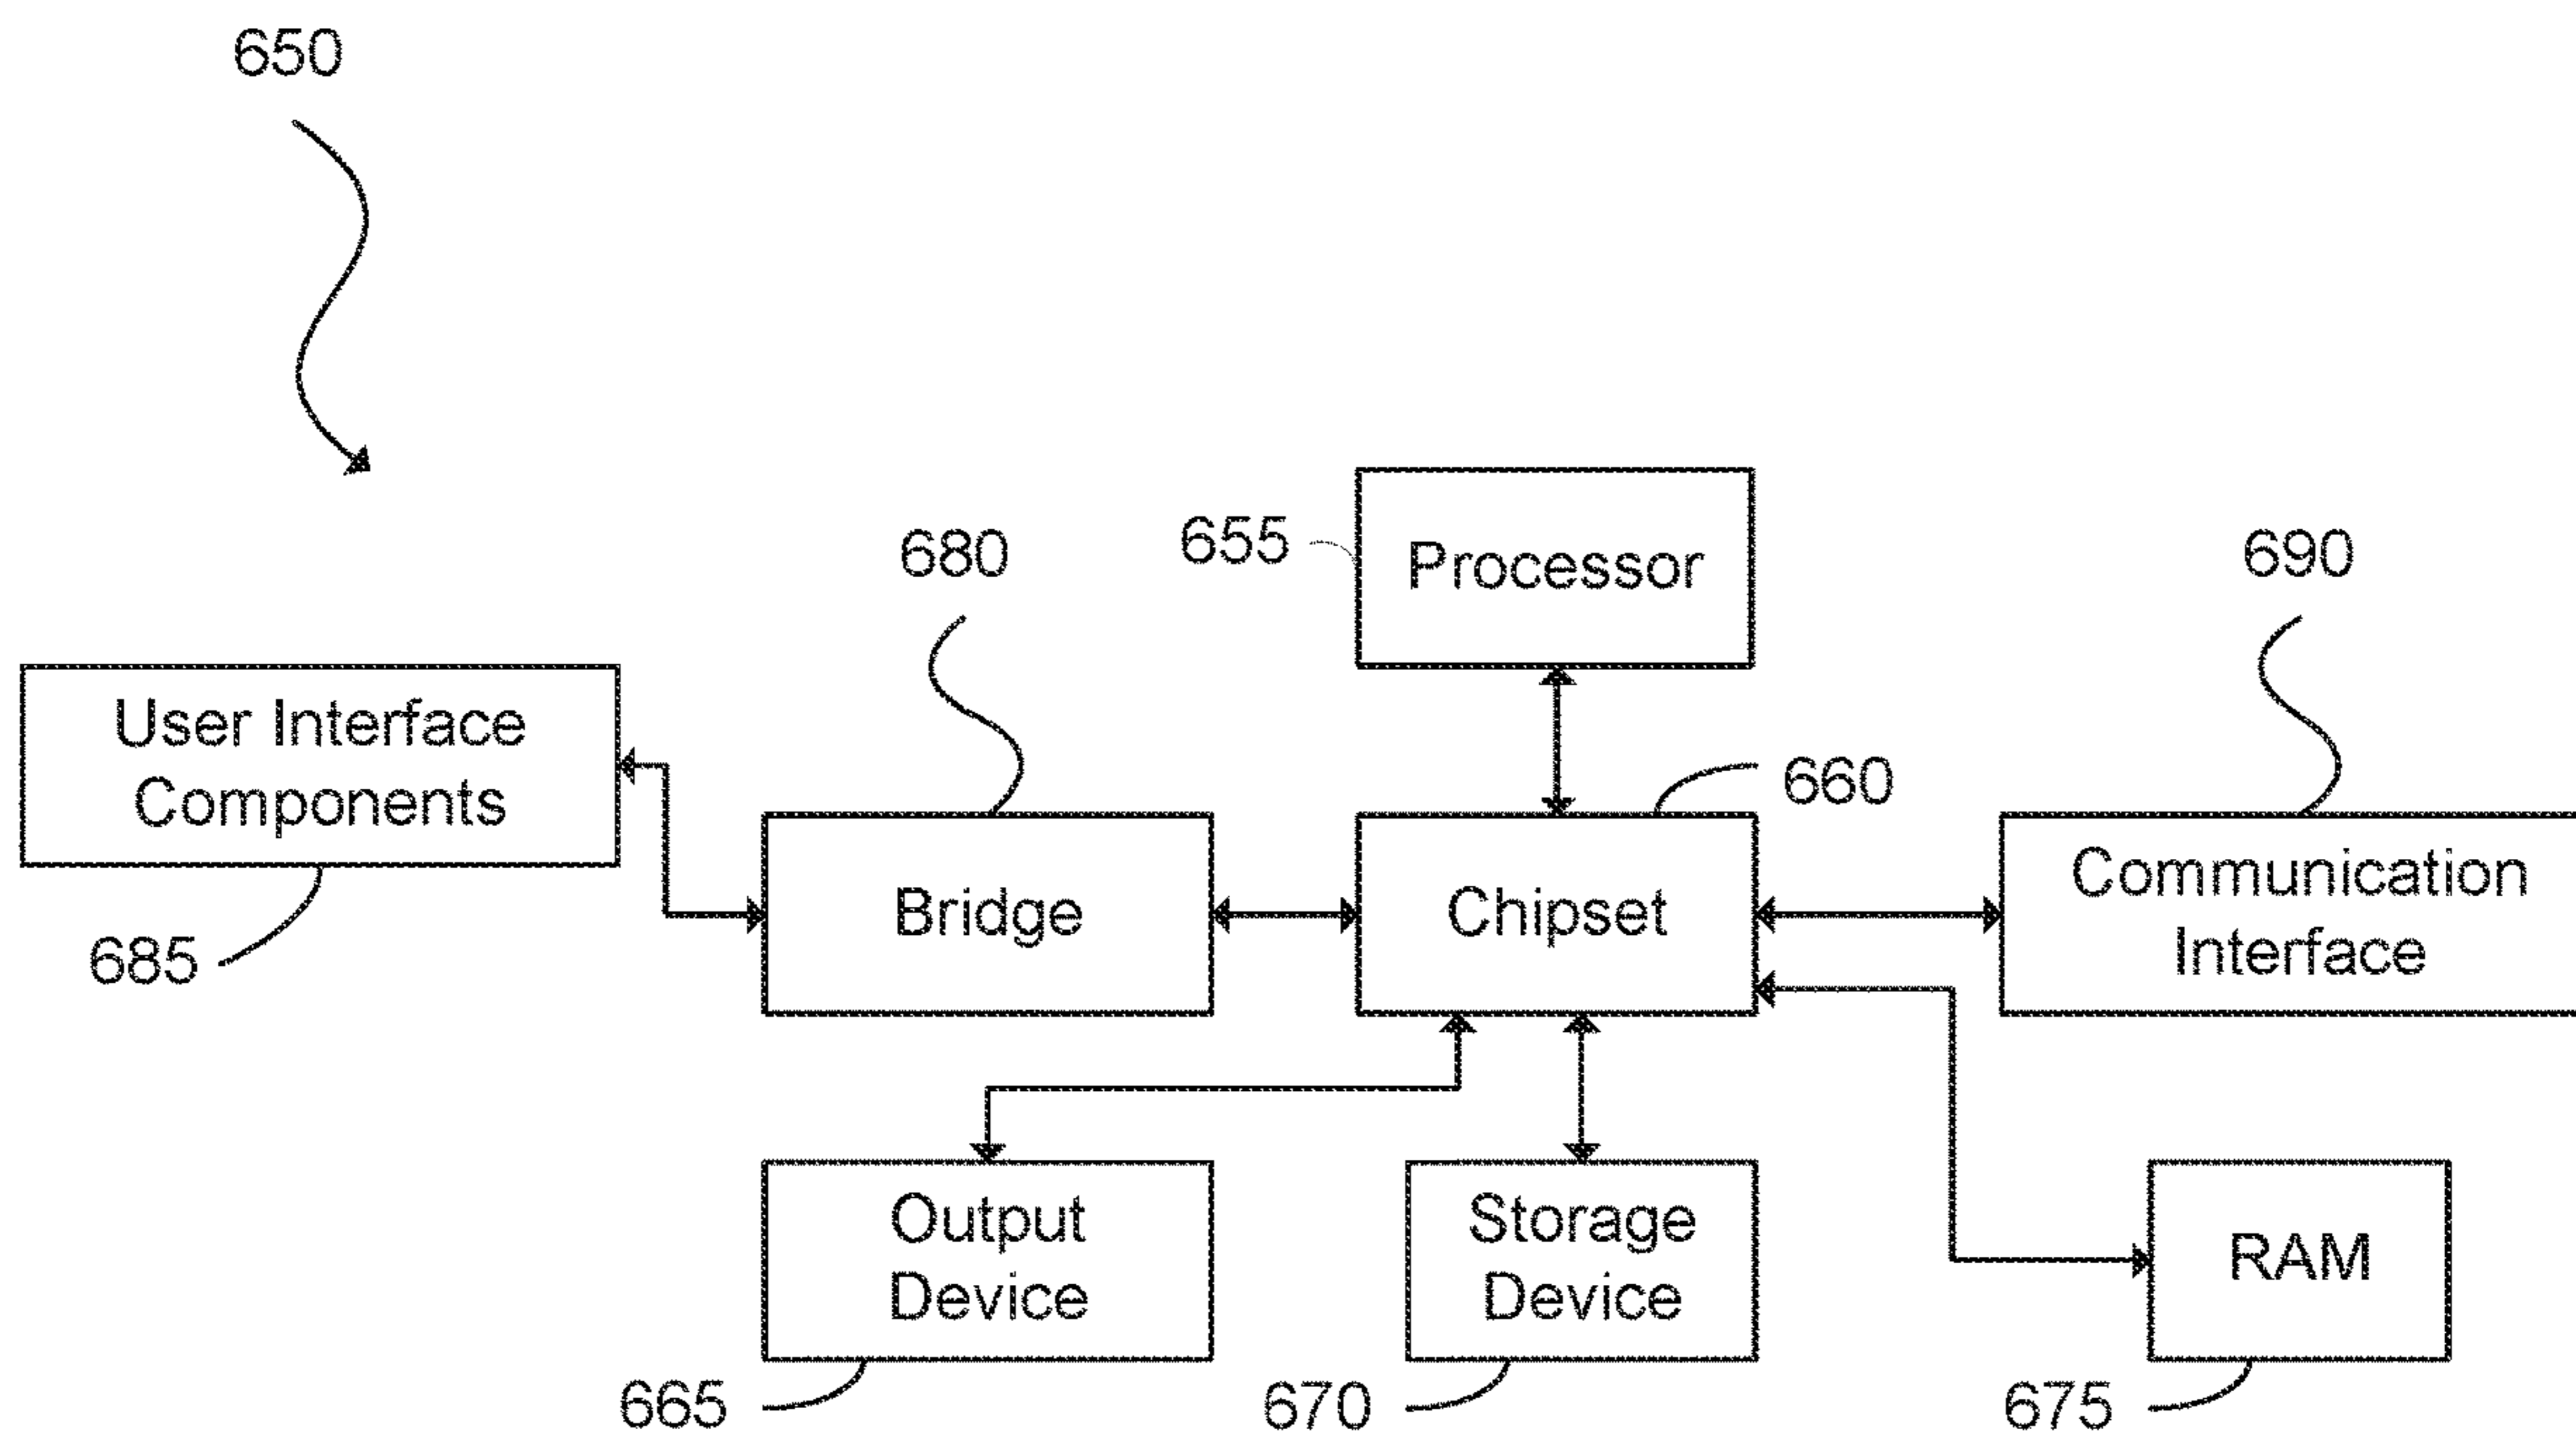 650
680
655
Processor
690
User Interface
Components
660
685
Bridge
Chipset
Communication
Interface
Output
Device
Storage
Device
RAM
665
670
675